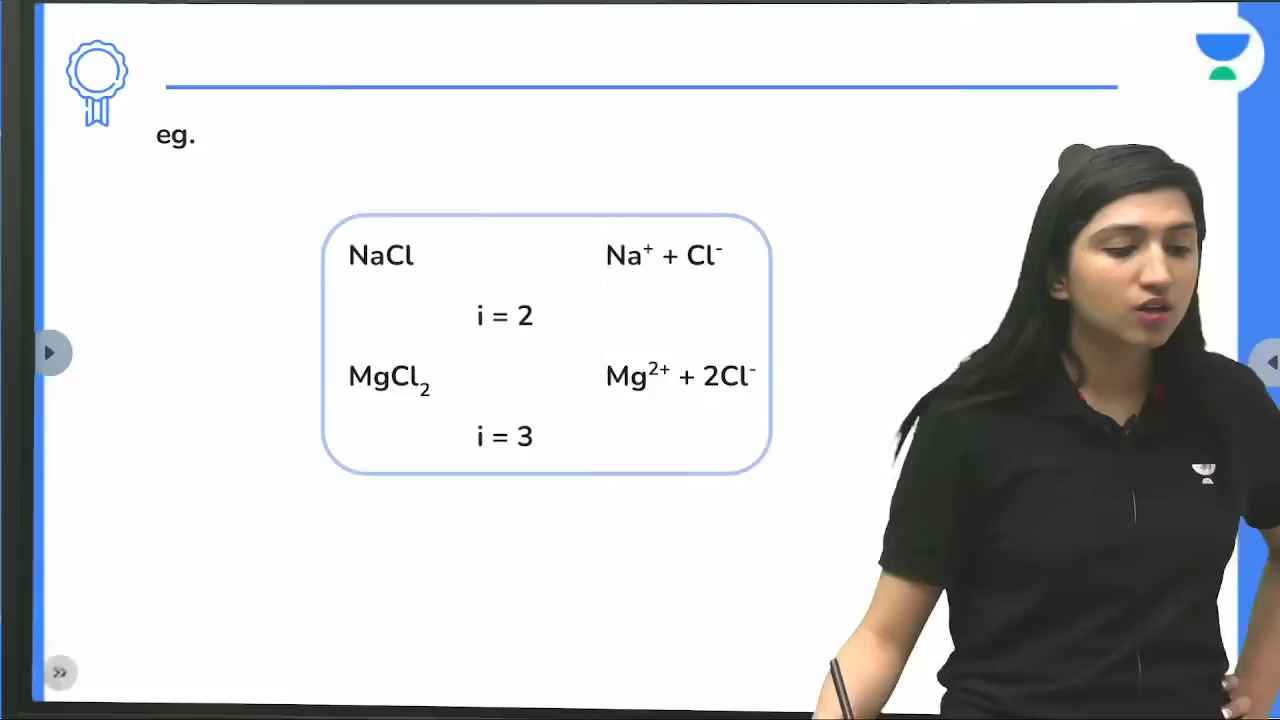 eg.
NaCl Na⁺ + Cl⁻
i = 2
MgCl₂ Mg²⁺ + 2Cl⁻
i = 3